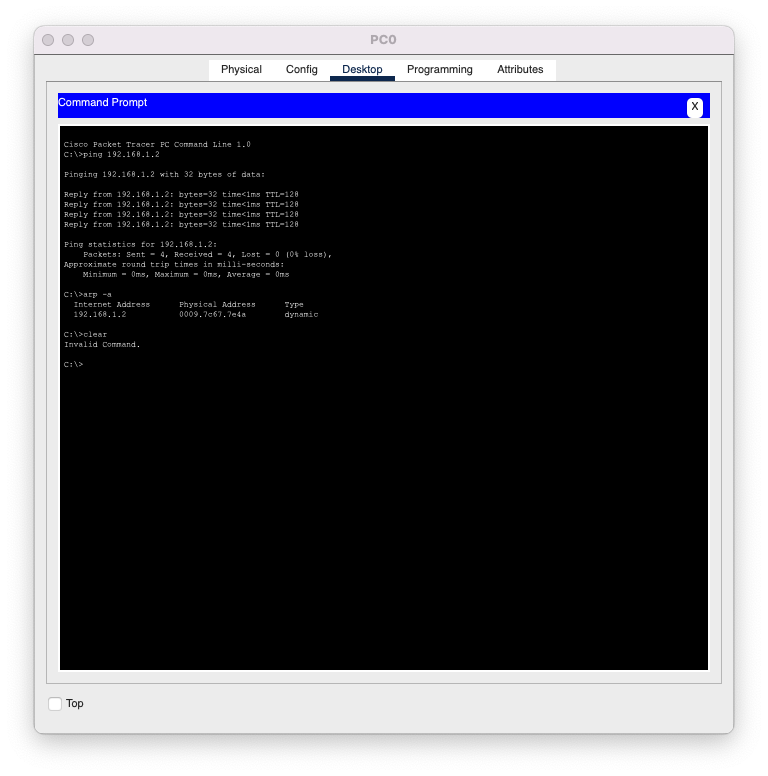 PC0
Physical Config Desktop Programming Attributes
Command Prompt
X
Cisco Packet Tracer PC Command Line 1.0
C:\>ping 192.168.1.2
Pinging 192.168.1.2 with 32 bytes of data:
Reply from 192.168.1.2: bytes=32 time<1ms TTL=128
Reply from 192.168.1.2: bytes=32 time<1ms TTL=128
Reply from 192.168.1.2: bytes=32 time<1ms TTL=128
Reply from 192.168.1.2: bytes=32 time<1ms TTL=128
Ping statistics for 192.168.1.2:
Packets: Sent = 4, Received = 4, Lost = 0 (0% loss),
Approximate round trip times in milli-seconds:
Minimum = 0ms, Maximum = 0ms, Average = 0ms
C:\>arp -a
Internet Address Physical Address Type
192.168.1.2 0009.7c67.7e4a dynamic
C:\>clear
Invalid Command.
C:\>
Top